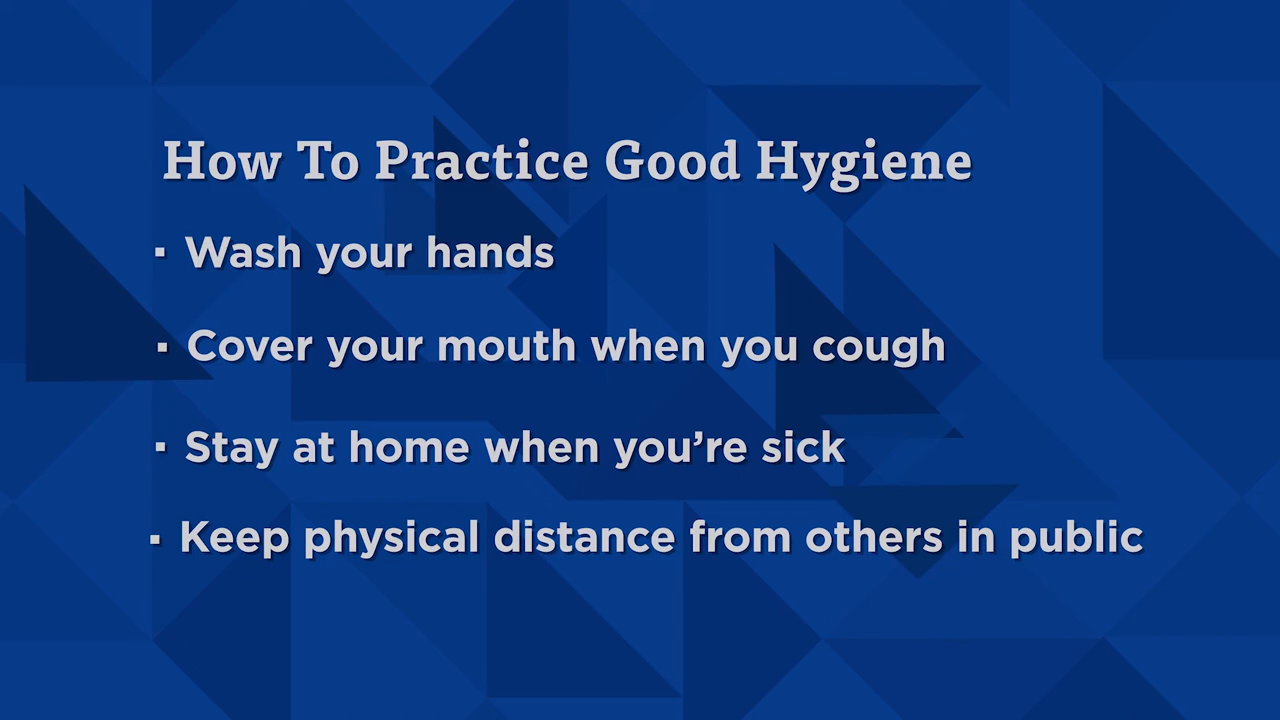 How To Practice Good Hygiene
▪ Wash your hands
▪ Cover your mouth when you cough
▪ Stay at home when you’re sick
▪ Keep physical distance from others in public